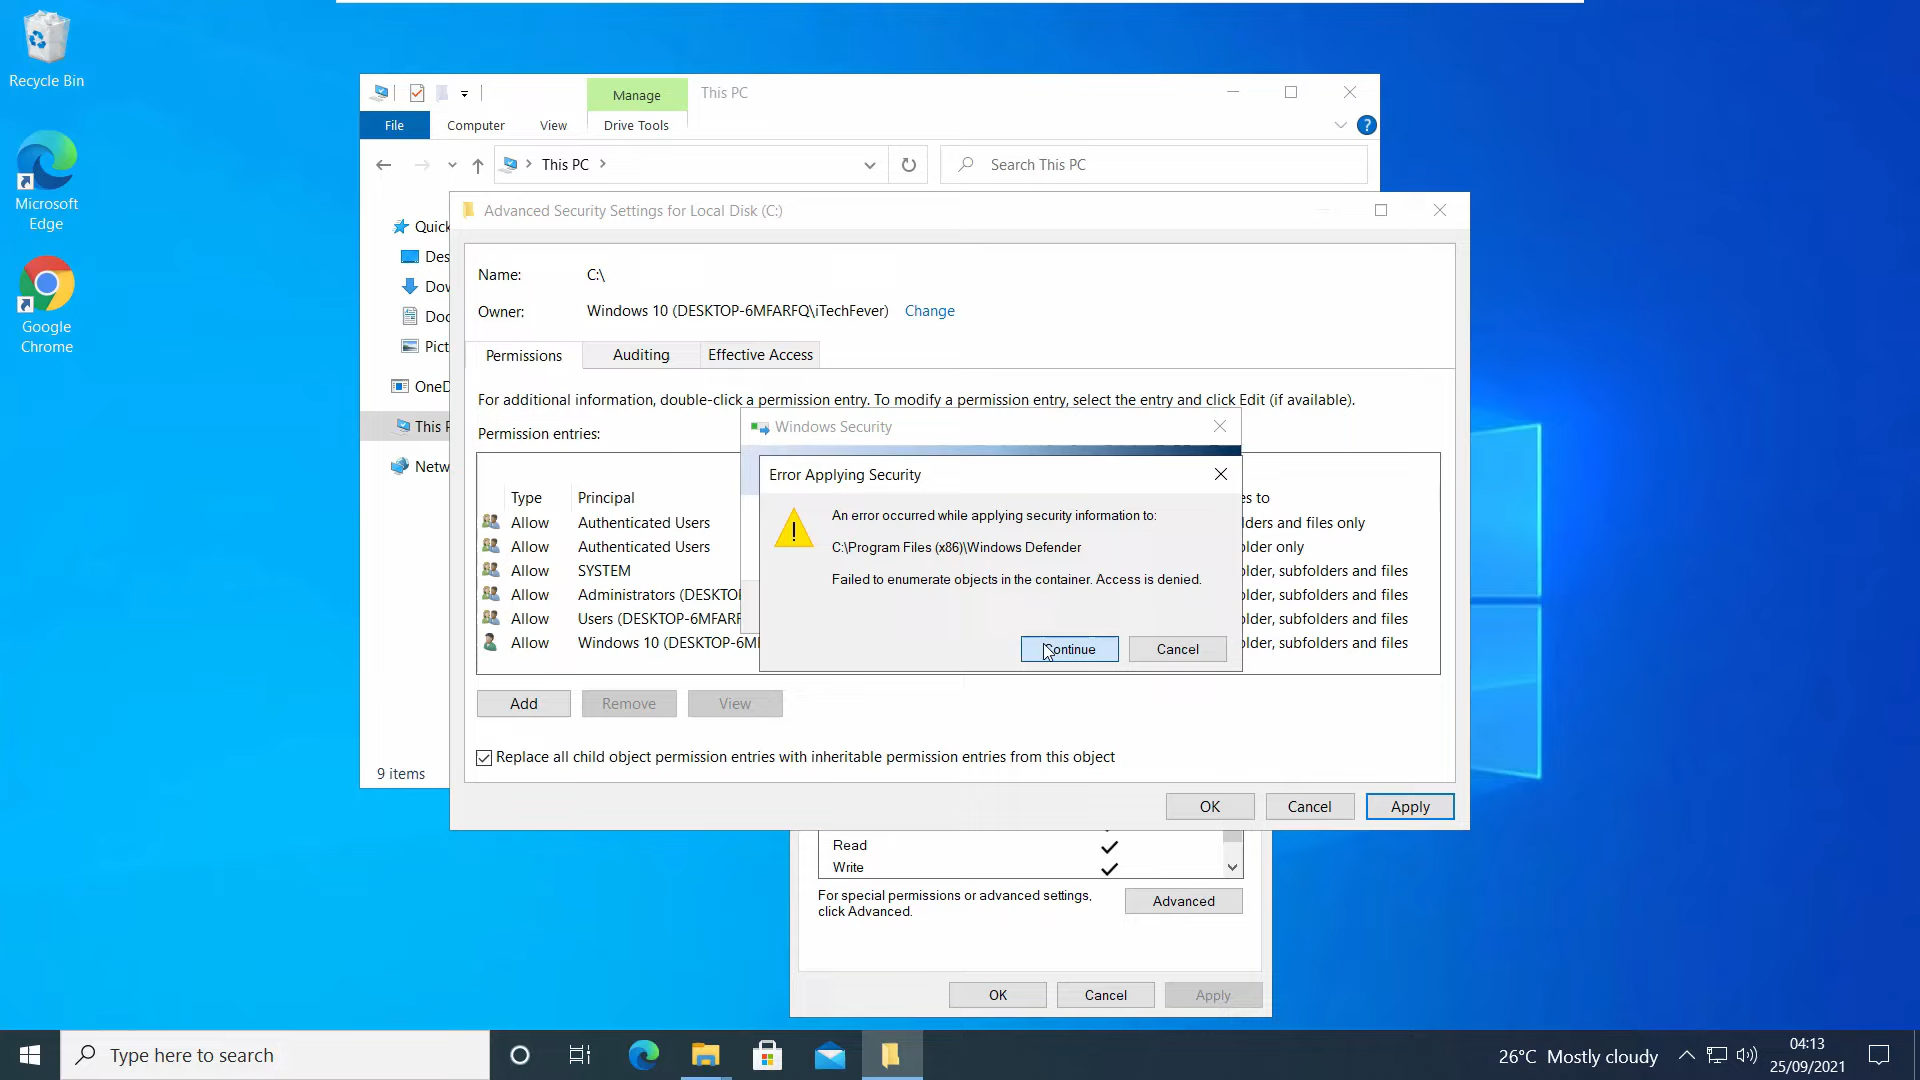 Recycle Bin
Microsoft
Edge
Google
Chrome
Manage
This PC
File
Computer
View
Drive Tools
?
This PC
Search This PC
Quick
Des
Dow
Doc
Pict
OneD
This P
Netw
9 items
Advanced Security Settings for Local Disk (C:)
Name:
C:\
Owner:
Windows 10 (DESKTOP-6MFARFQ\iTechFever)
Change
Permissions
Auditing
Effective Access
For additional information, double-click a permission entry. To modify a permission entry, select the entry and click Edit (if available).
Permission entries:
Type
Principal
es to
Allow
Authenticated Users
lders and files only
Allow
Authenticated Users
older only
Allow
SYSTEM
older, subfolders and files
Allow
Administrators (DESKTO
older, subfolders and files
Allow
Users (DESKTOP-6MFARF
older, subfolders and files
Allow
Windows 10 (DESKTOP-6MF
older, subfolders and files
Windows Security
Error Applying Security
An error occurred while applying security information to:
C:\Program Files (x86)\Windows Defender
Failed to enumerate objects in the container. Access is denied.
Continue
Cancel
Add
Remove
View
Replace all child object permission entries with inheritable permission entries from this object
OK
Cancel
Apply
Read
Write
For special permissions or advanced settings,
click Advanced.
Advanced
OK
Cancel
Apply
Type here to search
26°C Mostly cloudy
04:13
25/09/2021